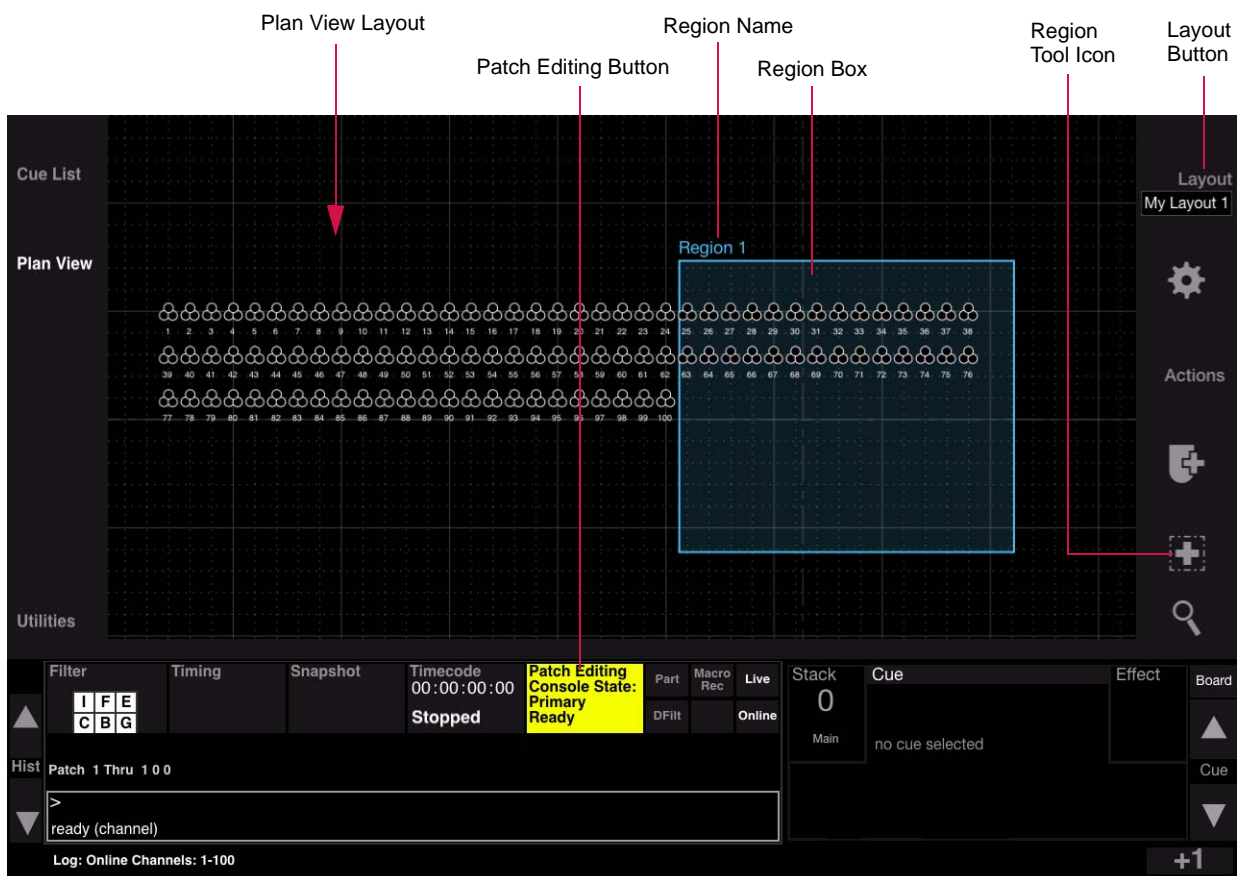 Plan View Layout
Region Name
Region
Tool Icon
Layout
Button
Patch Editing Button
Region Box
Cue List
Layout
My Layout 1
Region 1
Plan View
1 2 3 4 5 6 7 8 9 10 11 12 13 14 15 16 17 18 19 20 21 22 23 24 25 26 27 28 29 30 31 32 33 34 35 36 37 38
39 40 41 42 43 44 45 46 47 48 49 50 51 52 53 54 55 56 57 58 59 60 61 62 63 64 65 66 67 68 69 70 71 72 73 74 75 76
Actions
77 78 79 80 81 82 83 84 85 86 87 88 89 90 91 92 93 94 95 96 97 98 99 100
Utilities
Filter
I F E
C B G
Timing
Snapshot
Timecode
00:00:00:00
Stopped
Patch Editing
Console State:
Primary
Ready
Part
Macro
Rec
Live
DFilt
Online
Stack
0
Main
Cue
no cue selected
Effect
Board
Hist
Patch 1 Thru 1 0 0
Cue
>
ready (channel)
Log: Online Channels: 1-100
+1